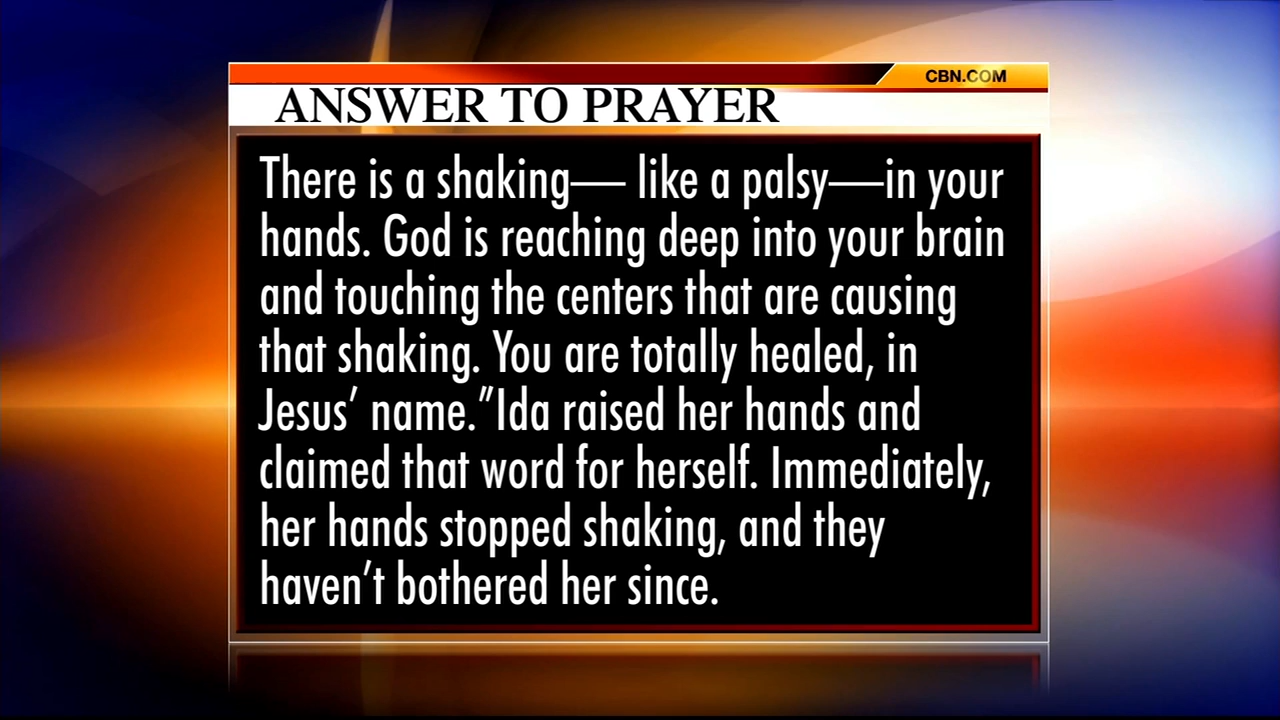 CBN.COM
ANSWER TO PRAYER
There is a shaking— like a palsy—in your
hands. God is reaching deep into your brain
and touching the centers that are causing
that shaking. You are totally healed, in
Jesus’ name.”Ida raised her hands and
claimed that word for herself. Immediately,
her hands stopped shaking, and they
haven’t bothered her since.